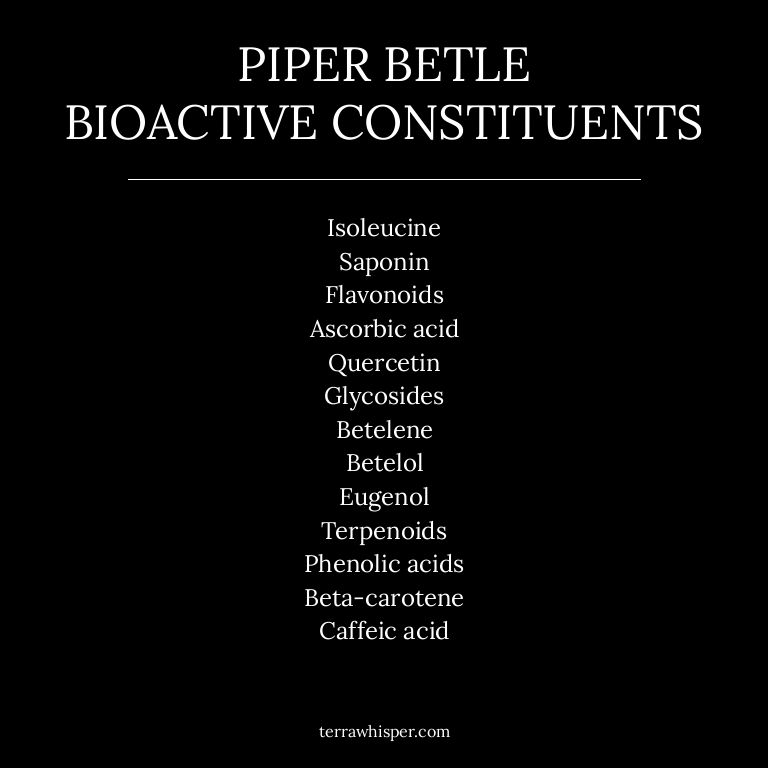 PIPER BETLE
BIOACTIVE CONSTITUENTS
Isoleucine
Saponin
Flavonoids
Ascorbic acid
Quercetin
Glycosides
Betelene
Betelol
Eugenol
Terpenoids
Phenolic acids
Beta-carotene
Caffeic acid
terrawhisper.com